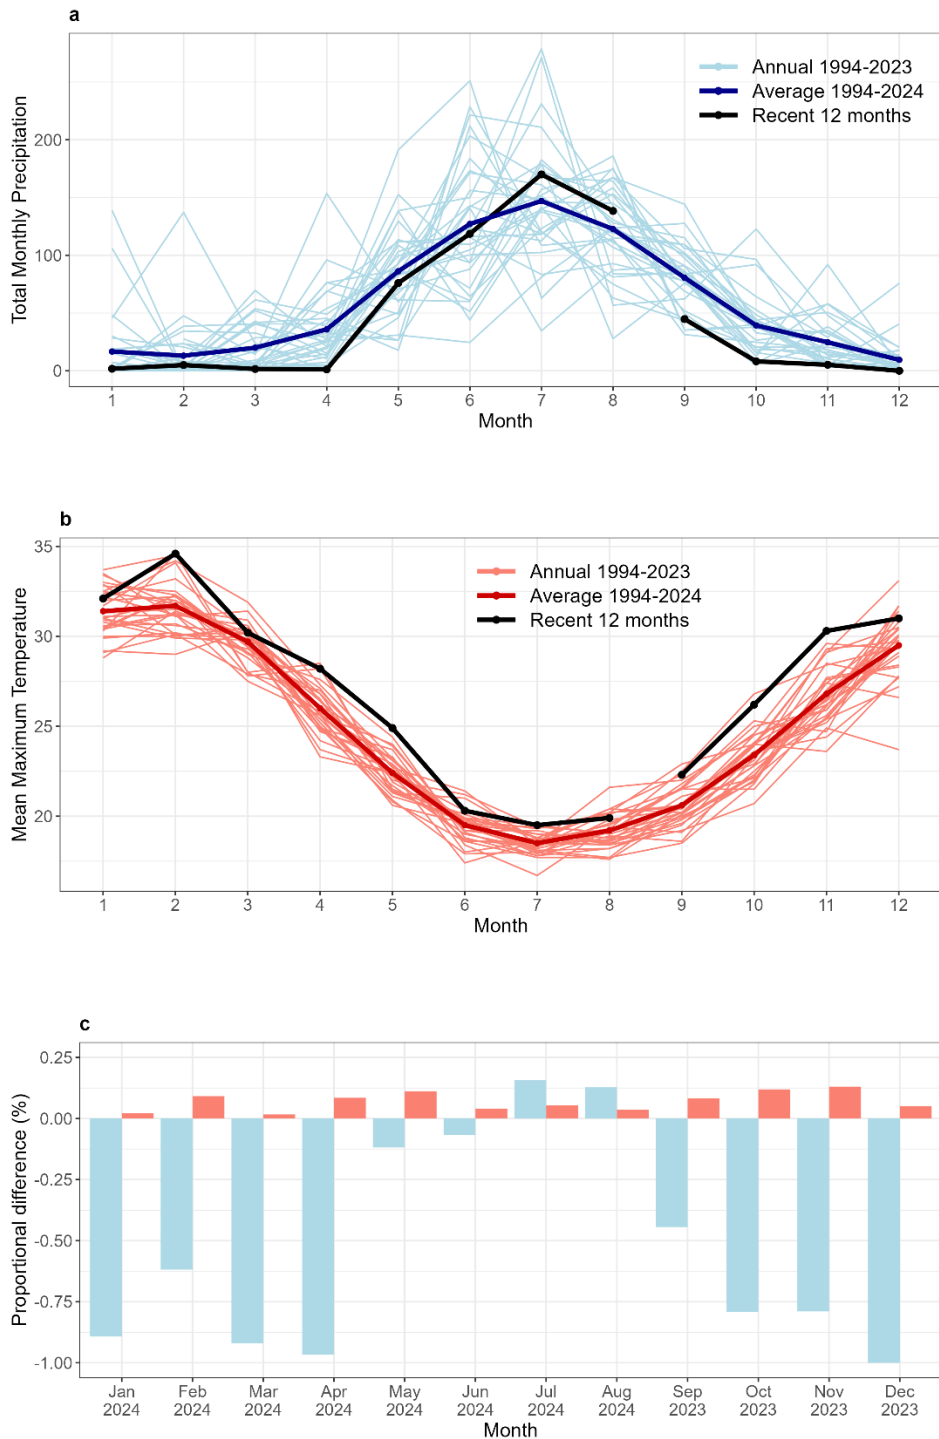 a
Total Monthly Precipitation
200
100
0
Annual 1994-2023
Average 1994-2024
Recent 12 months
1 2 3 4 5 6 7 8 9 10 11 12
Month
b
Mean Maximum Temperature
35
30
25
20
Annual 1994-2023
Average 1994-2024
Recent 12 months
1 2 3 4 5 6 7 8 9 10 11 12
Month
c
Proportional difference (%)
0.25
0.00
-0.25
-0.50
-0.75
-1.00
Jan Feb Mar Apr May Jun Jul Aug Sep Oct Nov Dec
2024 2024 2024 2024 2024 2024 2024 2024 2023 2023 2023 2023
Month